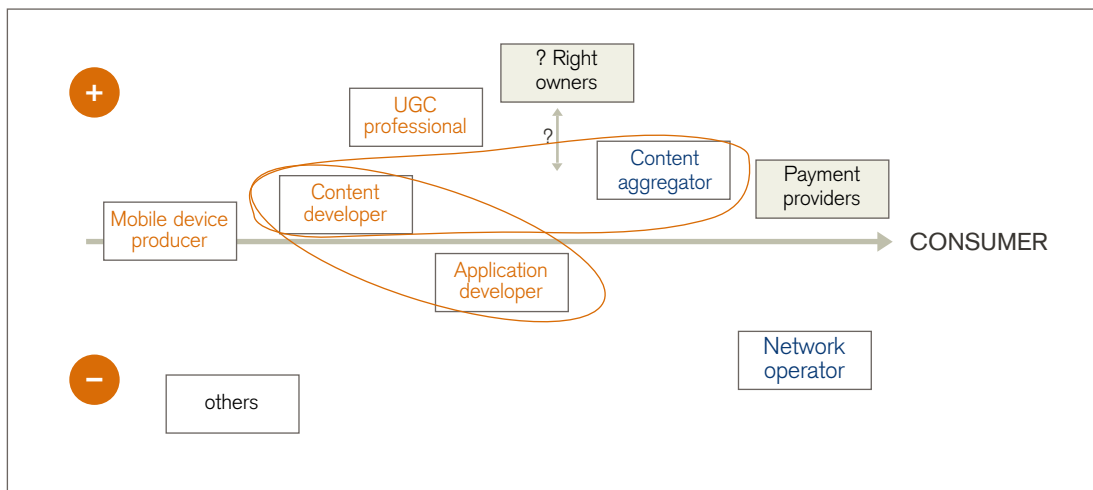 ? Right
owners
+
UGC
professional
?
Content
aggregator
Payment
providers
Content
developer
Mobile device
producer
CONSUMER
Application
developer
Network
operator
−
others